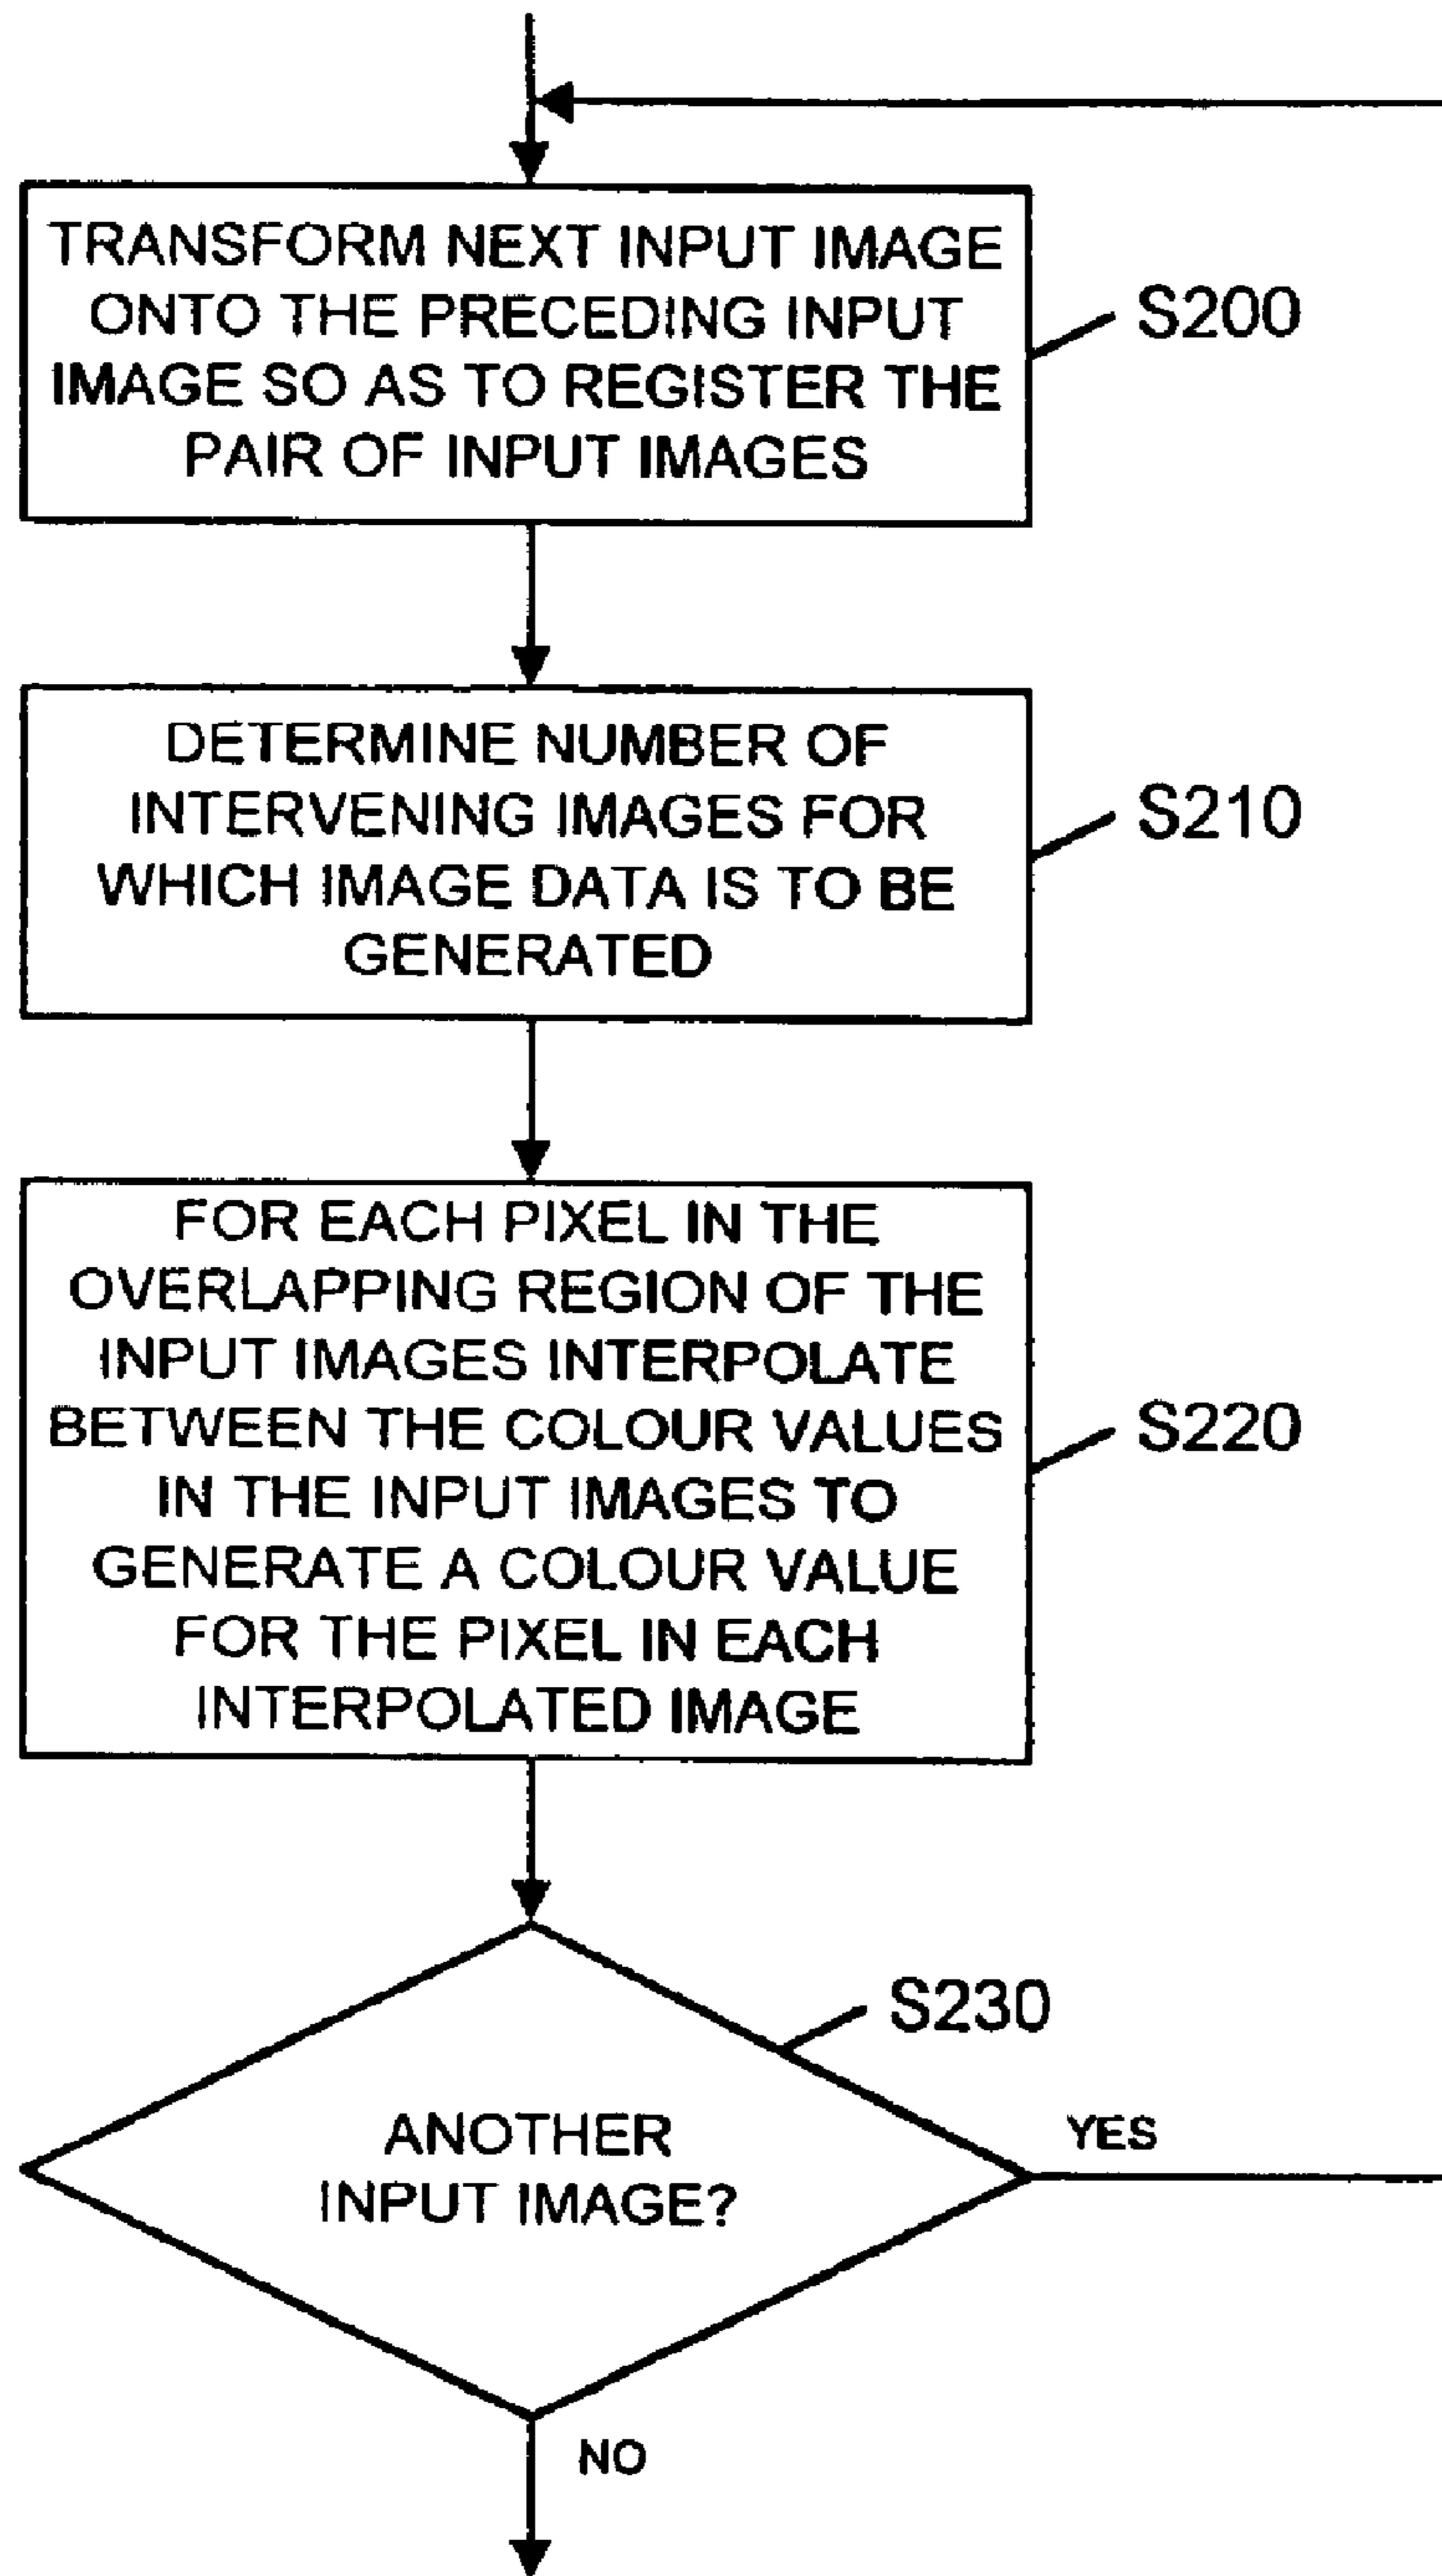 TRANSFORM NEXT INPUT IMAGE
ONTO THE PRECEDING INPUT
IMAGE SO AS TO REGISTER THE
PAIR OF INPUT IMAGES
S200
DETERMINE NUMBER OF
INTERVENING IMAGES FOR
WHICH IMAGE DATA IS TO BE
GENERATED
S210
FOR EACH PIXEL IN THE
OVERLAPPING REGION OF THE
INPUT IMAGES INTERPOLATE
BETWEEN THE COLOUR VALUES
IN THE INPUT IMAGES TO
GENERATE A COLOUR VALUE
FOR THE PIXEL IN EACH
INTERPOLATED IMAGE
S220
S230
ANOTHER
INPUT IMAGE?
YES
NO